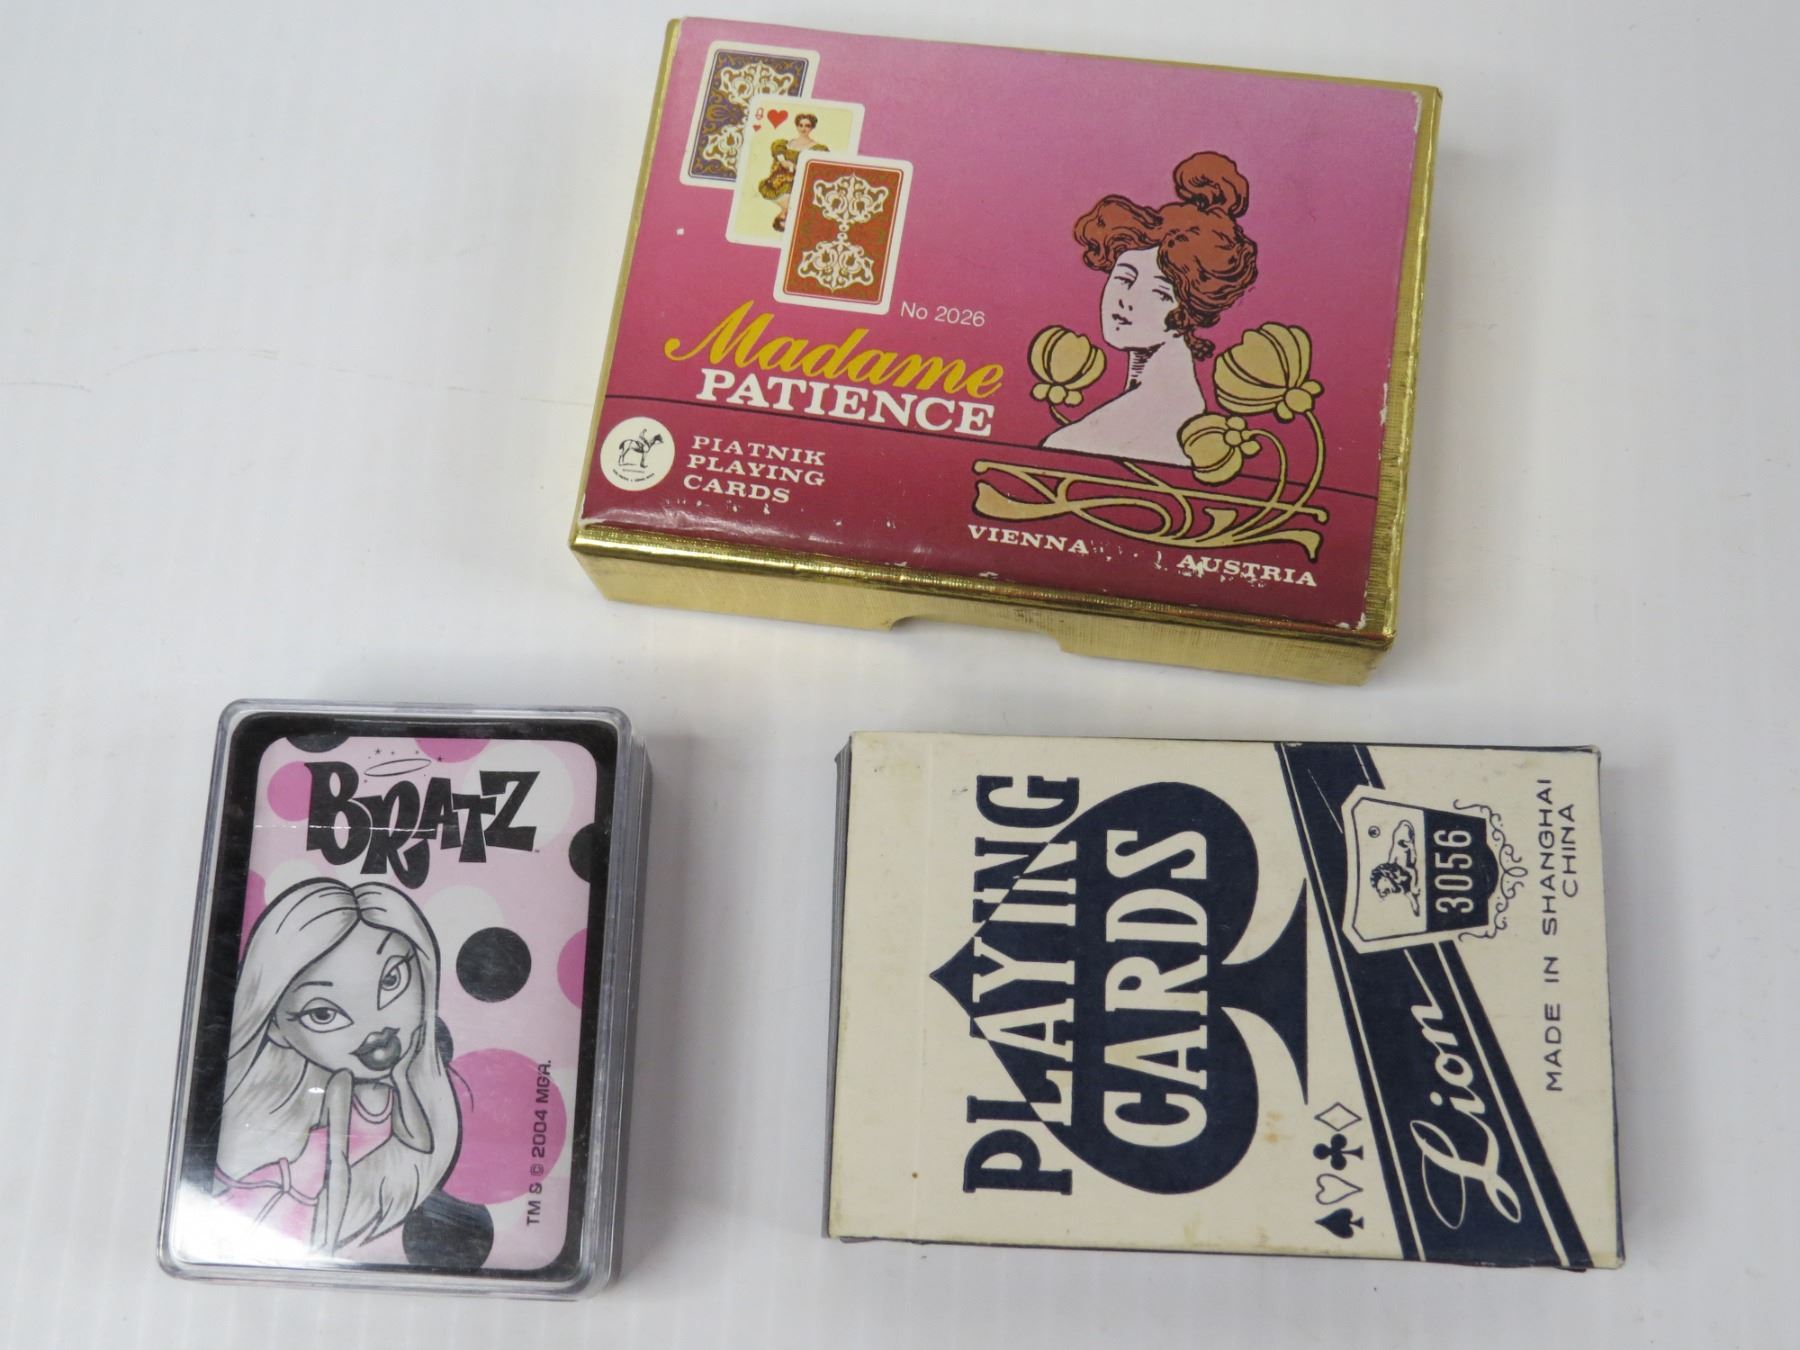 Q
No 2026
Madame
PATIENCE
PIATNIK
PLAYING
CARDS
VIENNA AUSTRIA
BRATZ
TM & © 2004 MGA.
PLAYING
CARDS
®
3056
Lion
MADE IN SHANGHAI
CHINA